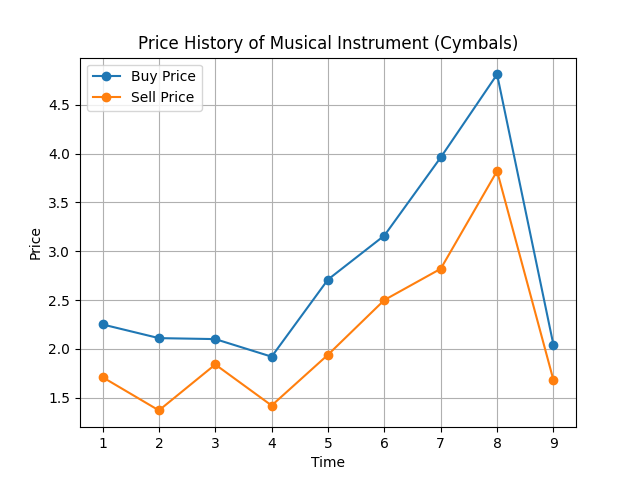 Price History of Musical Instrument (Cymbals)
Buy Price
Sell Price
4.5
4.0
3.5
3.0
2.5
2.0
1.5
Price
1 2 3 4 5 6 7 8 9
Time